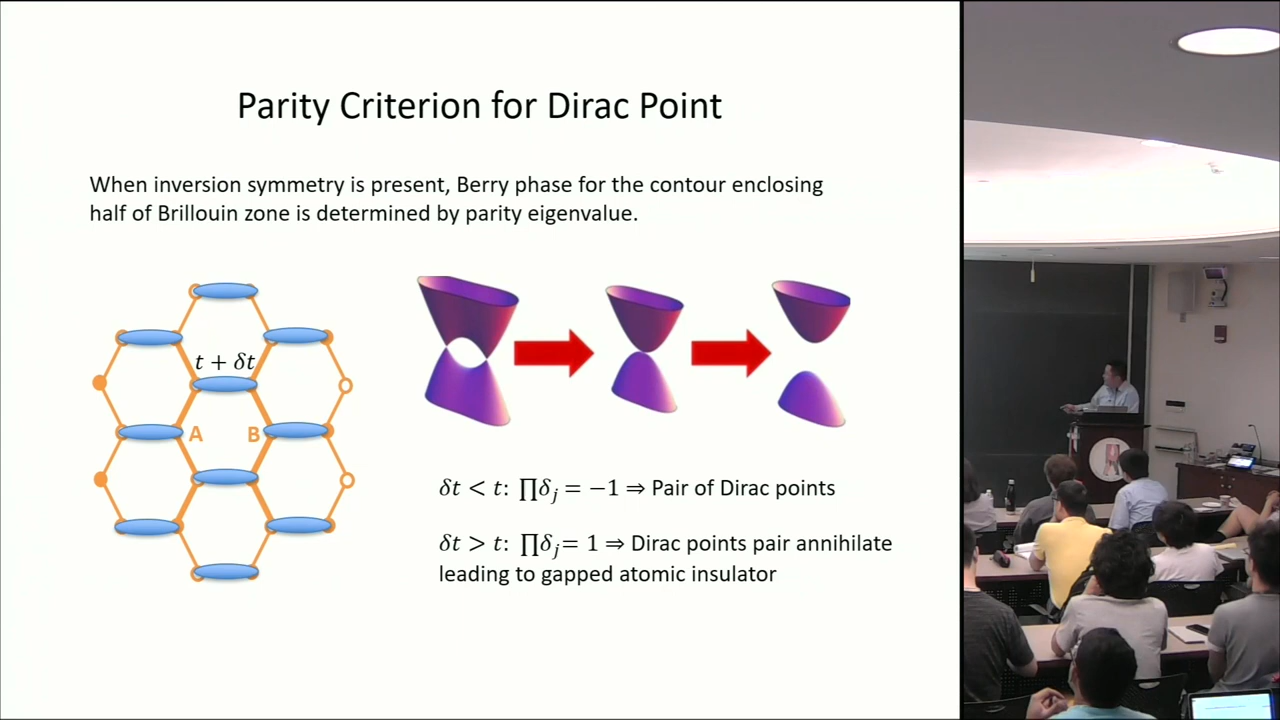 Parity Criterion for Dirac Point
When inversion symmetry is present, Berry phase for the contour enclosing
half of Brillouin zone is determined by parity eigenvalue.
t + δt
A
B
δt < t: ∏δⱼ = −1 ⇒ Pair of Dirac points
δt > t: ∏δⱼ= 1 ⇒ Dirac points pair annihilate
leading to gapped atomic insulator